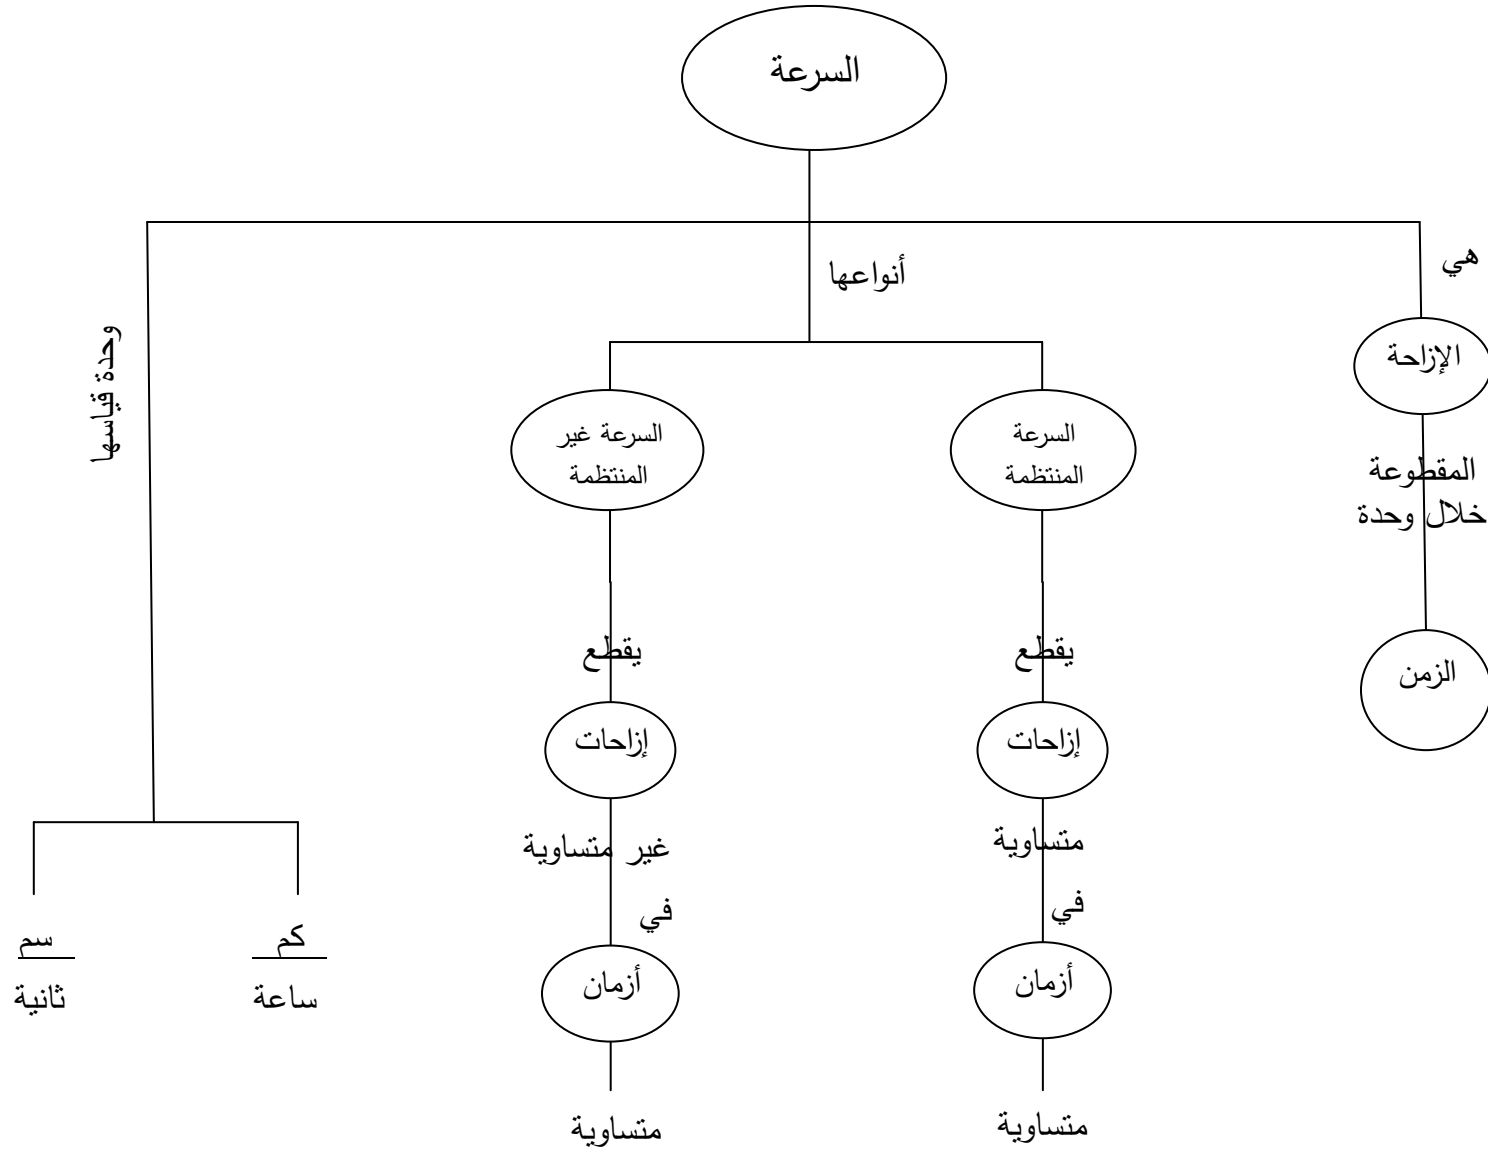 السرعة
هي
الإزاحة
المقطوعة
خلال وحدة
الزمن
أنواعها
السرعة
المنتظمة
يقطع
إزاحات
متساوية
في
أزمان
متساوية
السرعة غير
المنتظمة
يقطع
إزاحات
غير متساوية
في
أزمان
متساوية
وحدة قياسها
كم
ساعة
سم
ثانية